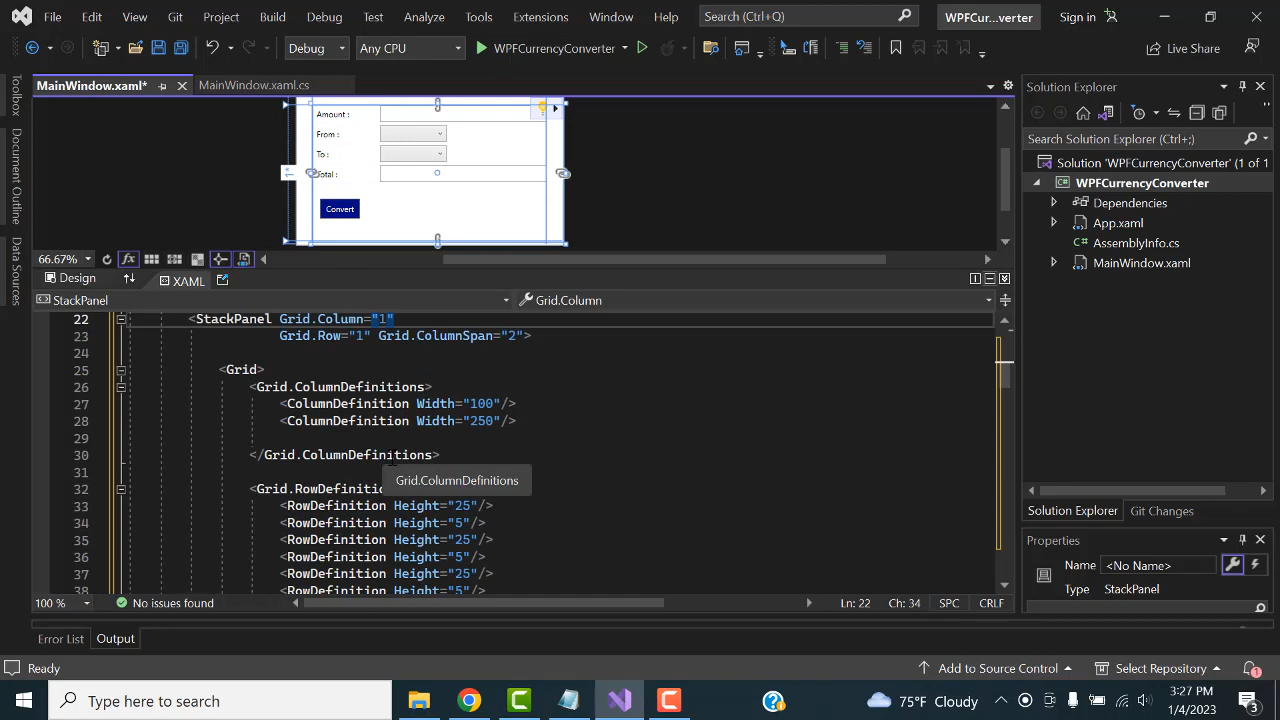 File Edit View Git Project Build Debug Test Analyze Tools Extensions Window Help Search (Ctrl+Q) WPFCur...verter Sign in
Debug Any CPU WPFCurrencyConverter Live Share
Toolbox
Document Outline
Data Sources
MainWindow.xaml* MainWindow.xaml.cs
Amount :
From :
To :
Total :
Convert
66.67%
Design XAML
StackPanel Grid.Column
22 <StackPanel Grid.Column="1"
23 Grid.Row="1" Grid.ColumnSpan="2">
24
25 <Grid>
26 <Grid.ColumnDefinitions>
27 <ColumnDefinition Width="100"/>
28 <ColumnDefinition Width="250"/>
29
30 </Grid.ColumnDefinitions>
31
Grid.ColumnDefinitions
32 <Grid.RowDefinitio
33 <RowDefinition Height="25"/>
34 <RowDefinition Height="5"/>
35 <RowDefinition Height="25"/>
36 <RowDefinition Height="5"/>
37 <RowDefinition Height="25"/>
38 <RowDefinition Height="5"/>
100 % No issues found Ln: 22 Ch: 34 SPC CRLF
Error List Output
Solution Explorer
Search Solution Explorer (Ctrl+;)
Solution 'WPFCurrencyConverter' (1 of 1
WPFCurrencyConverter
Dependencies
App.xaml
AssemblyInfo.cs
MainWindow.xaml
Solution Explorer Git Changes
Properties
Name <No Name>
Type StackPanel
Ready Add to Source Control Select Repository
Type here to search 75°F Cloudy 3:27 PM
1/4/2023
3